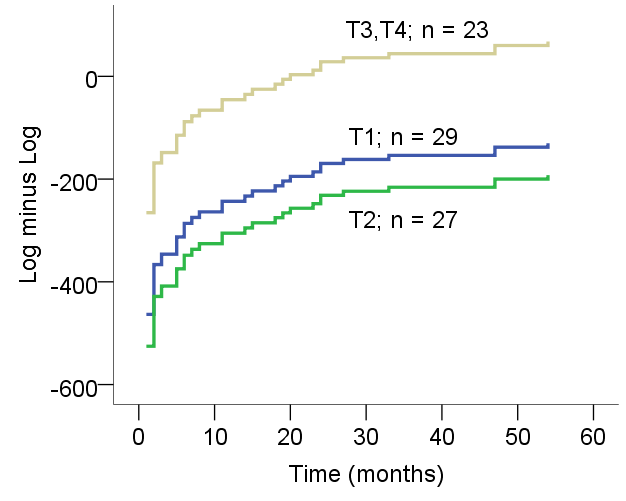 T3,T4; n = 23
0
T1; n = 29
-200
T2; n = 27
-400
-600
Log minus Log
0 10 20 30 40 50 60
Time (months)